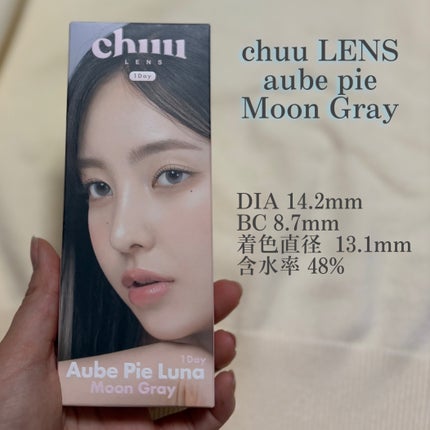 chuu
LENS
1Day
1Day
Aube Pie Luna
Moon Gray
chuu LENS
aube pie
Moon Gray
DIA 14.2mm
BC 8.7mm
着色直径 13.1mm
含水率 48%